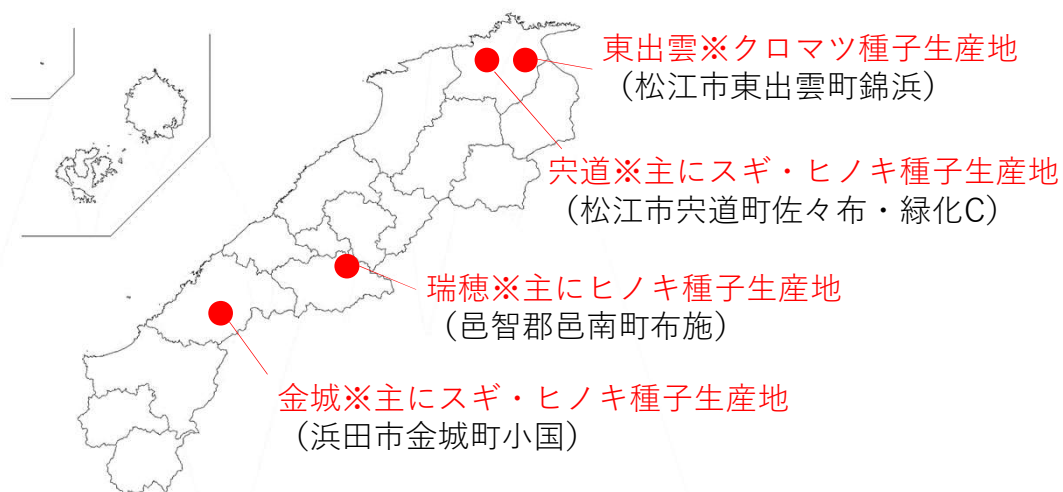 東出雲※クロマツ種子生産地
（松江市東出雲町錦浜）
宍道※主にスギ・ヒノキ種子生産地
（松江市宍道町佐々布・緑化C）
瑞穂※主にヒノキ種子生産地
（邑智郡邑南町布施）
金城※主にスギ・ヒノキ種子生産地
（浜田市金城町小国）